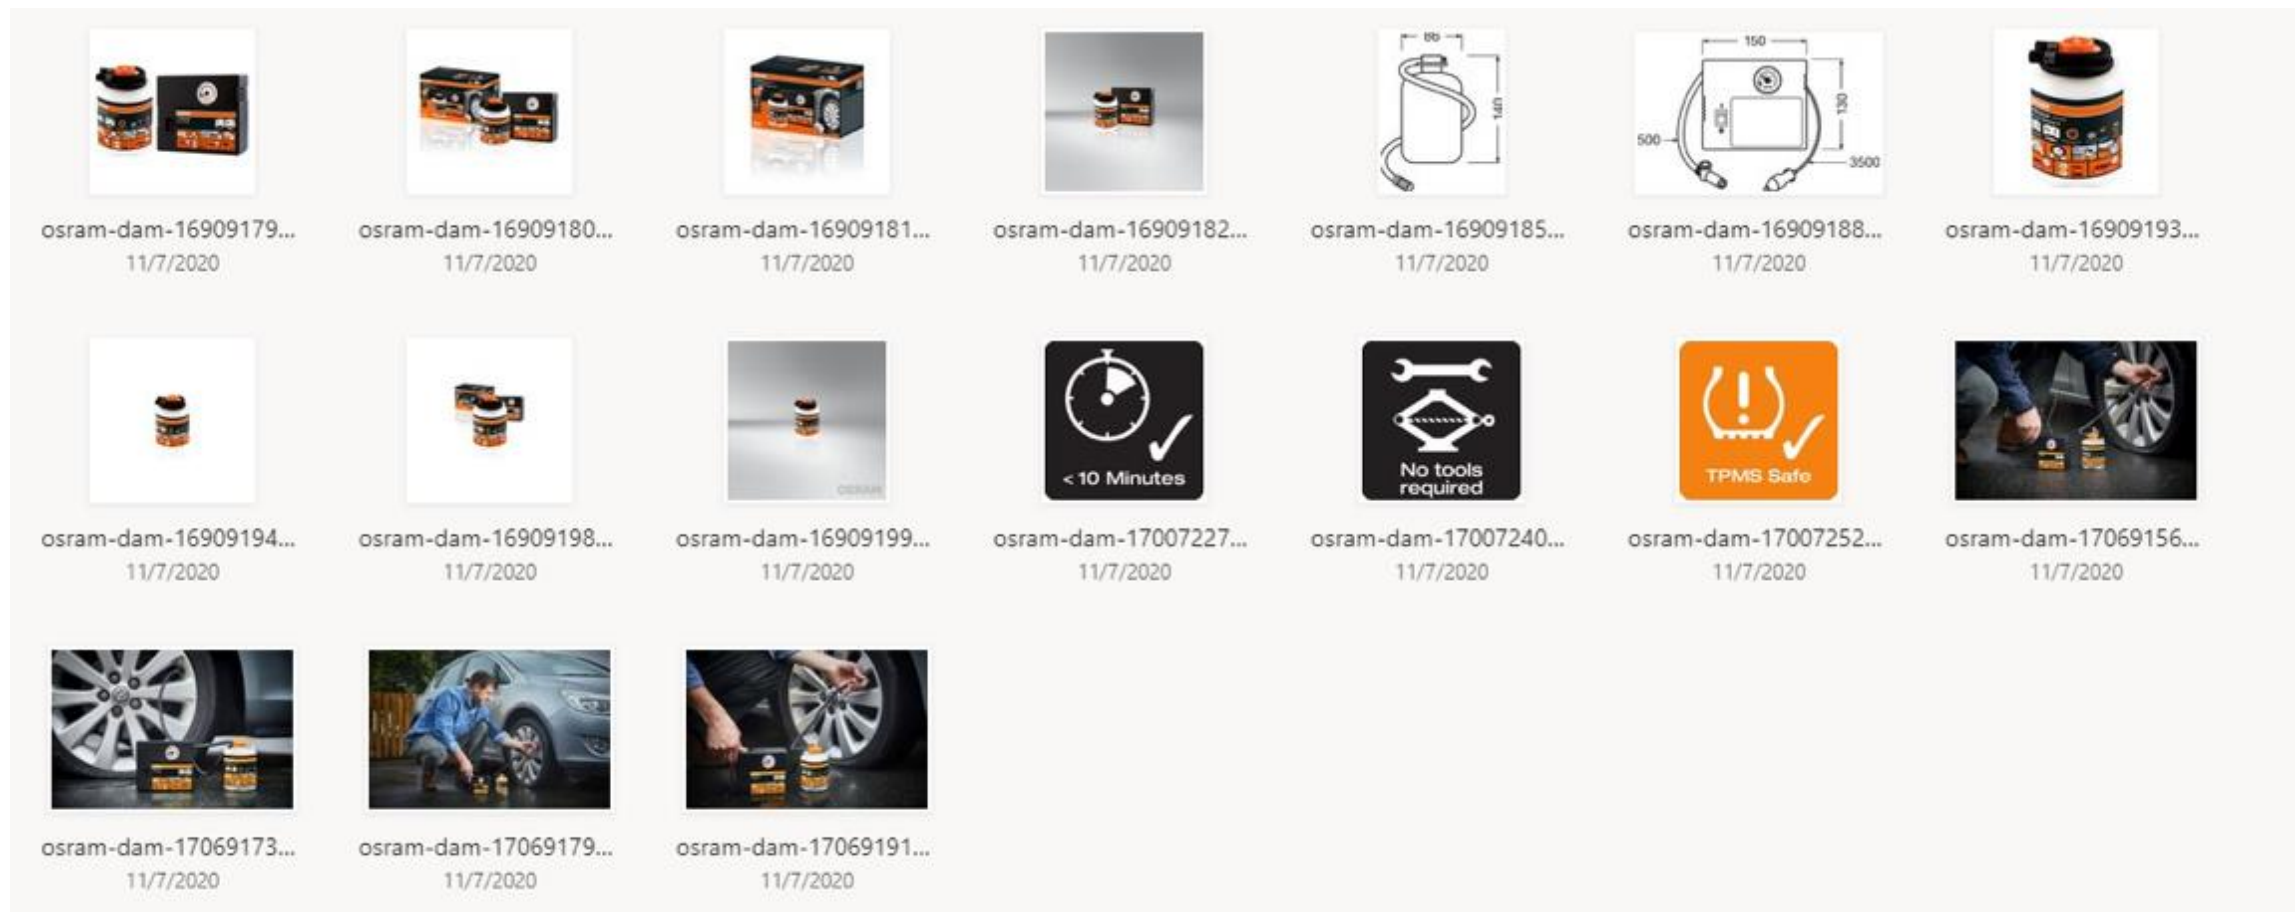 66
140
150
130
500
3500
osram-dam-16909179...
osram-dam-16909180...
osram-dam-16909181...
osram-dam-16909182...
osram-dam-16909185...
osram-dam-16909188...
osram-dam-16909193...
11/7/2020
11/7/2020
11/7/2020
11/7/2020
11/7/2020
11/7/2020
11/7/2020
OSRAM
< 10 Minutes
No tools
required
TPMS Safe
osram-dam-16909194...
osram-dam-16909198...
osram-dam-16909199...
osram-dam-17007227...
osram-dam-17007240...
osram-dam-17007252...
osram-dam-17069156...
11/7/2020
11/7/2020
11/7/2020
11/7/2020
11/7/2020
11/7/2020
11/7/2020
osram-dam-17069173...
osram-dam-17069179...
osram-dam-17069191...
11/7/2020
11/7/2020
11/7/2020